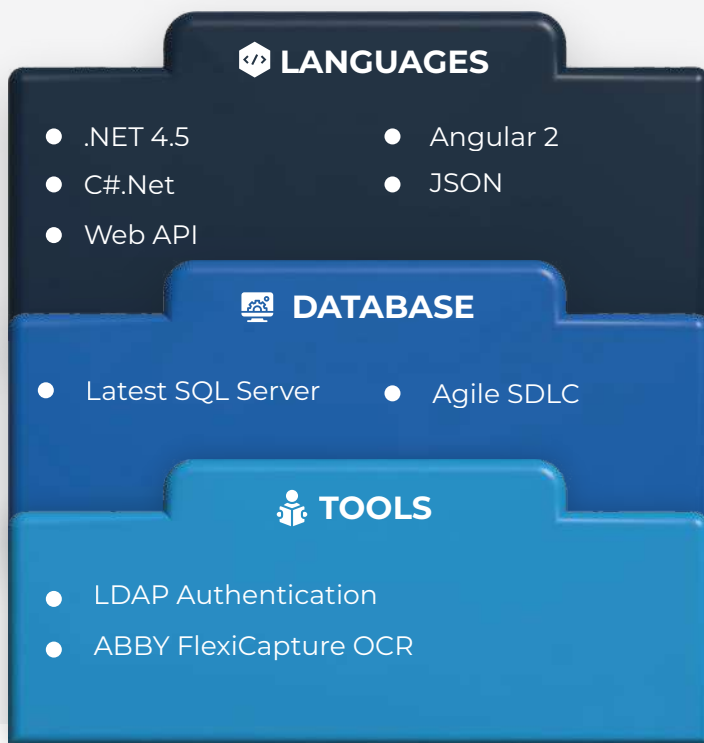 LANGUAGES
.NET 4.5
Angular 2
C#.Net
JSON
Web API
DATABASE
Latest SQL Server
Agile SDLC
TOOLS
LDAP Authentication
ABBY FlexiCapture OCR